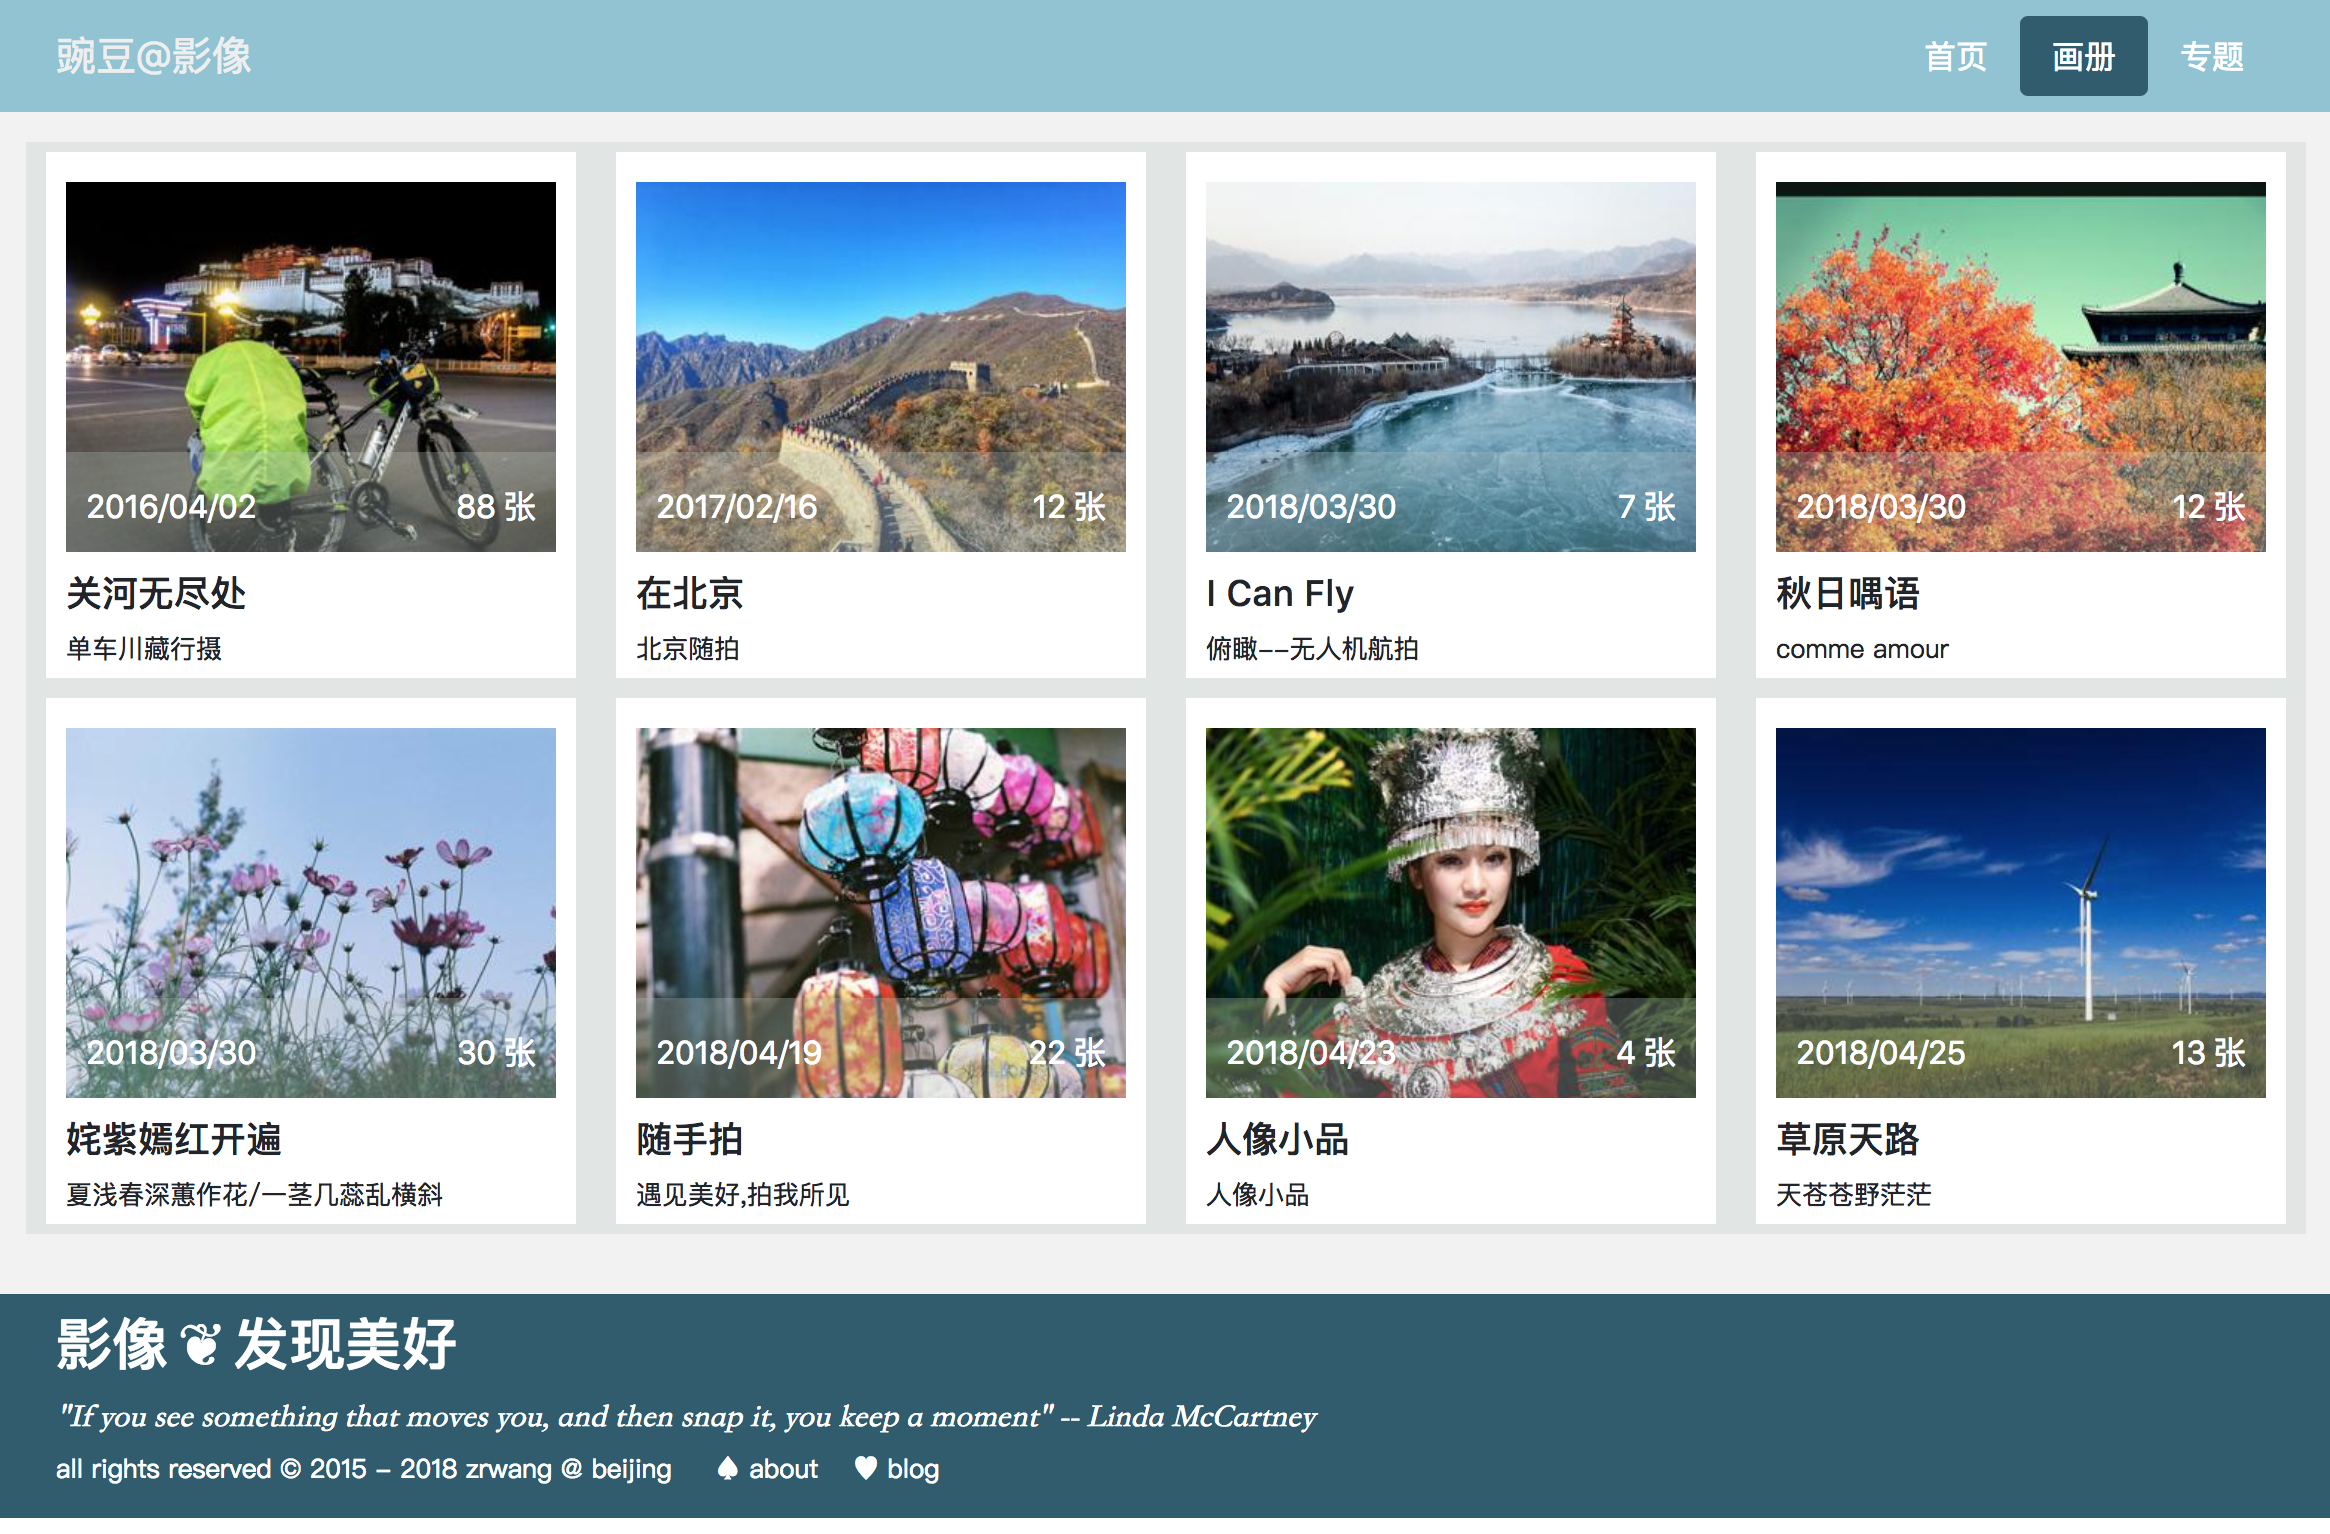 豌豆@影像
首页 画册 专题
2016/04/02 88 张
关河无尽处
单车川藏行摄
2017/02/16 12 张
在北京
北京随拍
2018/03/30 7 张
I Can Fly
俯瞰--无人机航拍
2018/03/30 12 张
秋日喁语
comme amour
2018/03/30 30 张
姹紫嫣红开遍
夏浅春深蕙作花/一茎几蕊乱横斜
2018/04/19 22 张
随手拍
遇见美好,拍我所见
2018/04/23 4 张
人像小品
人像小品
2018/04/25 13 张
草原天路
天苍苍野茫茫
影像 ❦ 发现美好
"If you see something that moves you, and then snap it, you keep a moment" -- Linda McCartney
all rights reserved © 2015 - 2018 zrwang @ beijing ♠ about ♥ blog